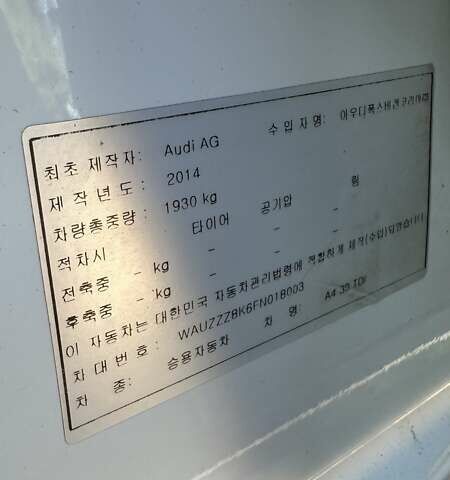 최초 제작자: Audi AG 수 입 자 명: 아우디폭스바겐코리아㈜
제 작 년 도 : 2014
차량총중량 : 1930 kg
적차시 타이어 공기압 림
전축중 - kg - - -
후축중 - kg - - -
이 자동차는 대한민국 자동차관리법령에 적합하게 제작(수입)되었습니다
차 대 번 호 : WAUZZZ8K6FN018003
차 종: 승용자동차 차 명: A4 30 TDI